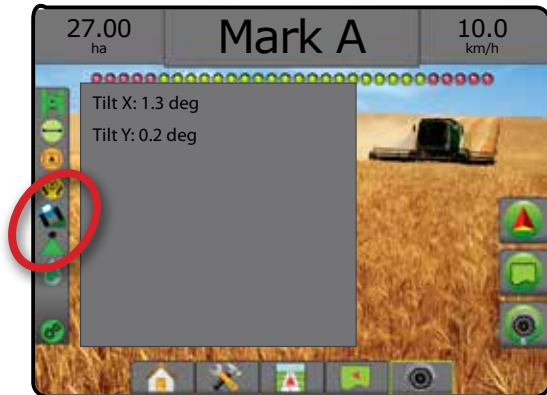 27.00
ha
Mark A
10.0
km/h
Tilt X: 1.3 deg
Tilt Y: 0.2 deg